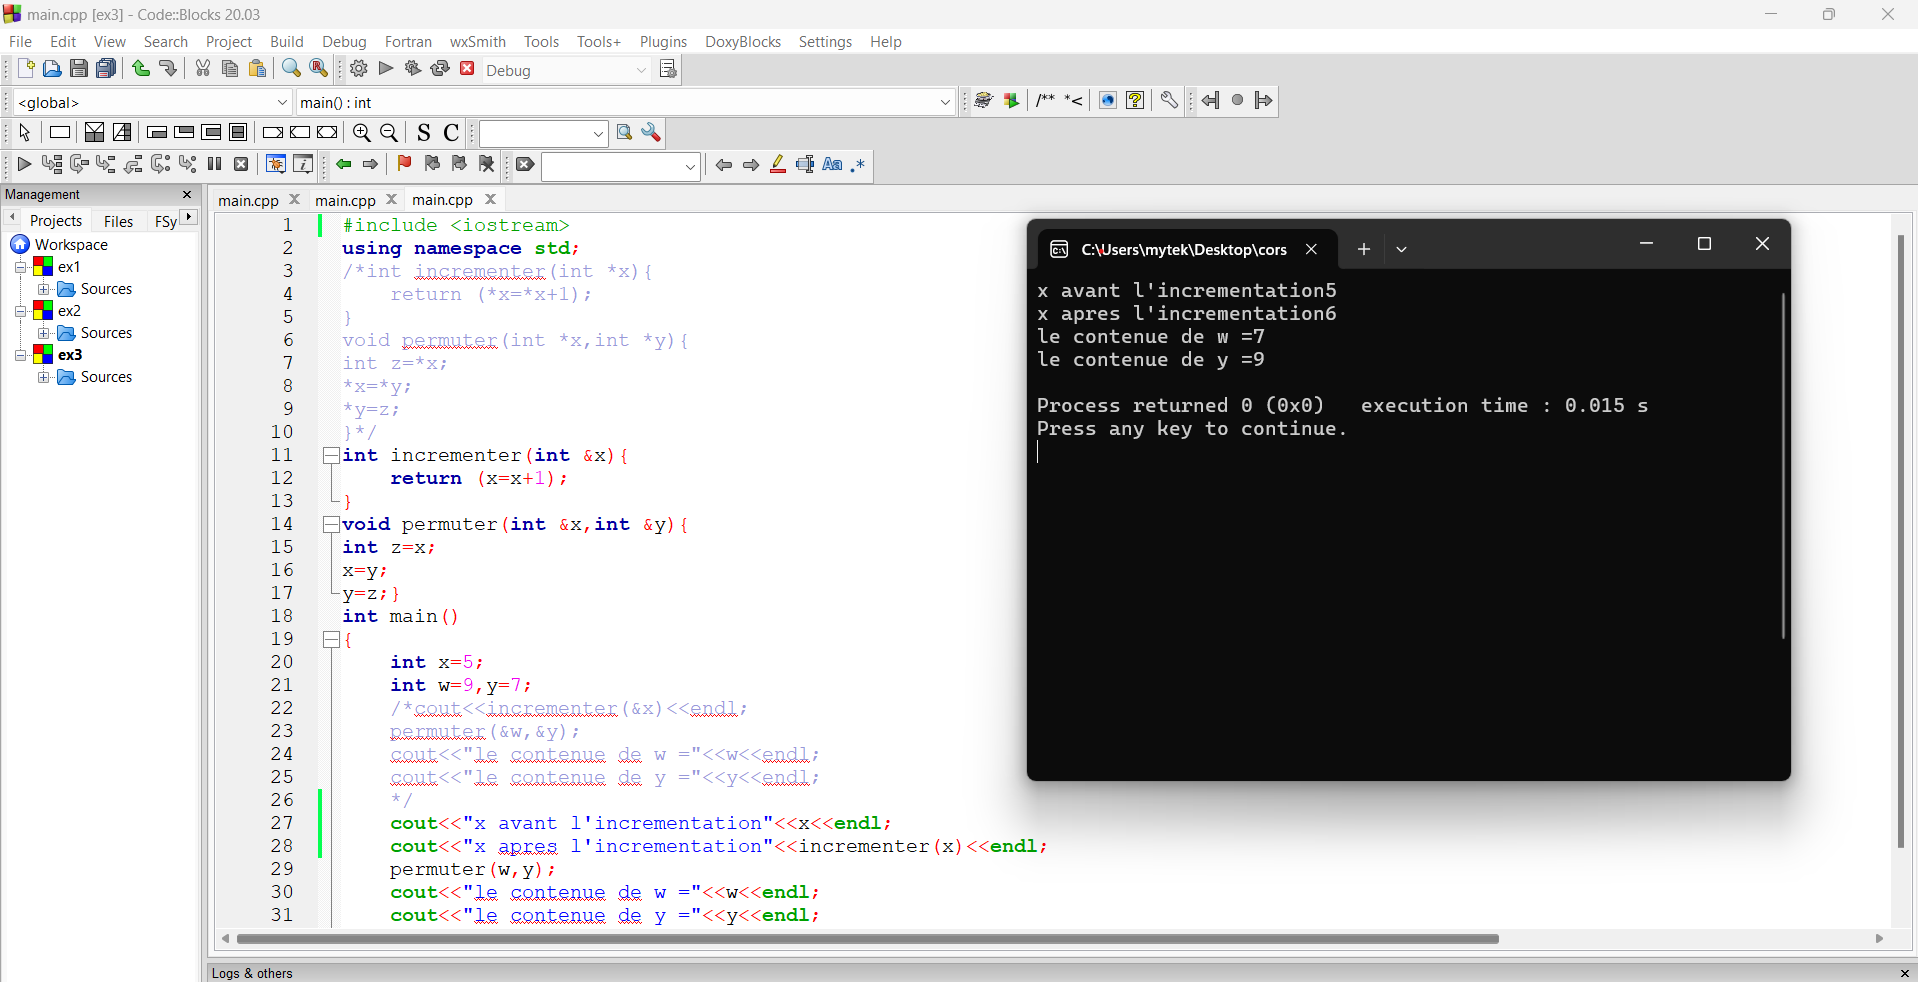 main.cpp [ex3] - Code::Blocks 20.03
File Edit View Search Project Build Debug Fortran wxSmith Tools Tools+ Plugins DoxyBlocks Settings Help
Debug
<global> main() : int /** *<
S C
Aa .*
Management
Projects Files FSy
Workspace
ex1
Sources
ex2
Sources
ex3
Sources
main.cpp main.cpp main.cpp
1 #include <iostream>
2 using namespace std;
3 /*int incrementer(int *x){
4 return (*x=*x+1);
5 }
6 void permuter(int *x,int *y){
7 int z=*x;
8 *x=*y;
9 *y=z;
10 }*/
11 int incrementer(int &x){
12 return (x=x+1);
13 }
14 void permuter(int &x,int &y){
15 int z=x;
16 x=y;
17 y=z;}
18 int main()
19 {
20 int x=5;
21 int w=9,y=7;
22 /*cout<<incrementer(&x)<<endl;
23 permuter(&w,&y);
24 cout<<"le contenue de w ="<<w<<endl;
25 cout<<"le contenue de y ="<<y<<endl;
26 */
27 cout<<"x avant l'incrementation"<<x<<endl;
28 cout<<"x apres l'incrementation"<<incrementer(x)<<endl;
29 permuter(w,y);
30 cout<<"le contenue de w ="<<w<<endl;
31 cout<<"le contenue de y ="<<y<<endl;
C:\Users\mytek\Desktop\cors
x avant l'incrementation5
x apres l'incrementation6
le contenue de w =7
le contenue de y =9
Process returned 0 (0x0) execution time : 0.015 s
Press any key to continue.
Logs & others